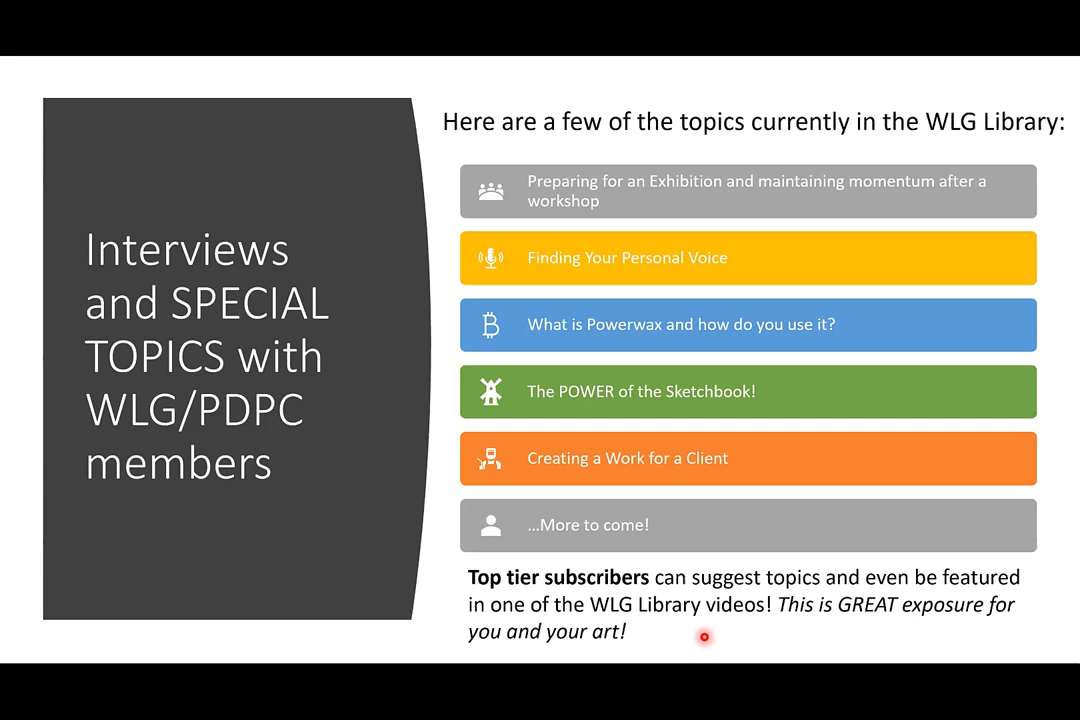 Interviews
and SPECIAL
TOPICS with
WLG/PDPC
members
Here are a few of the topics currently in the WLG Library:
Preparing for an Exhibition and maintaining momentum after a
workshop
Finding Your Personal Voice
What is Powerwax and how do you use it?
The POWER of the Sketchbook!
Creating a Work for a Client
...More to come!
Top tier subscribers can suggest topics and even be featured
in one of the WLG Library videos! This is GREAT exposure for
you and your art!